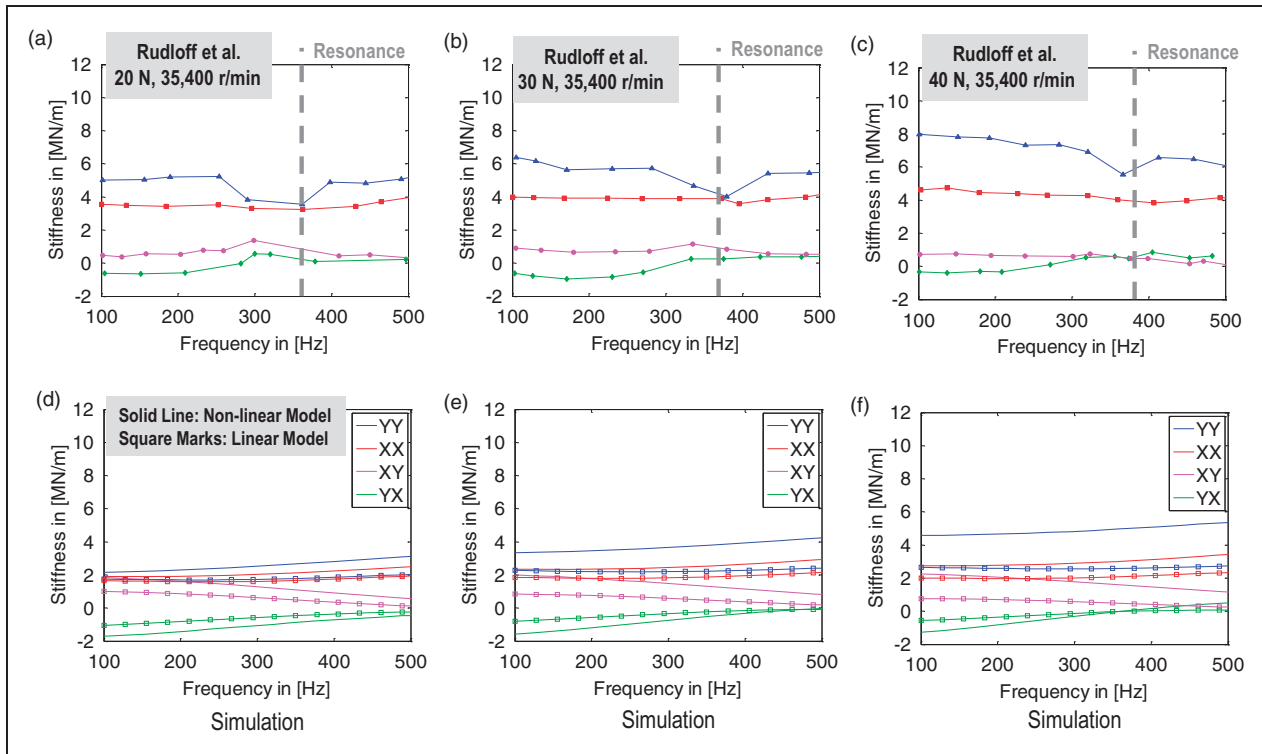 (a)
Rudloff et al.
20 N, 35,400 r/min
Resonance
Stiffness in [MN/m]
12
10
8
6
4
2
0
-2
100
200
300
400
500
Frequency in [Hz]
(b)
Rudloff et al.
30 N, 35,400 r/min
Resonance
Stiffness in [MN/m]
12
10
8
6
4
2
0
-2
100
200
300
400
500
Frequency in [Hz]
(c)
Rudloff et al.
40 N, 35,400 r/min
Resonance
Stiffness in [MN/m]
12
10
8
6
4
2
0
-2
100
200
300
400
500
Frequency in [Hz]
(d)
Solid Line: Non-linear Model
Square Marks: Linear Model
YY
XX
XY
YX
Stiffness in [MN/m]
12
10
8
6
4
2
0
-2
100
200
300
400
500
Frequency in [Hz]
Simulation
(e)
YY
XX
XY
YX
Stiffness in [MN/m]
12
10
8
6
4
2
0
-2
100
200
300
400
500
Frequency in [Hz]
Simulation
(f)
YY
XX
XY
YX
Stiffness in [MN/m]
12
10
8
6
4
2
0
-2
100
200
300
400
500
Frequency in [Hz]
Simulation